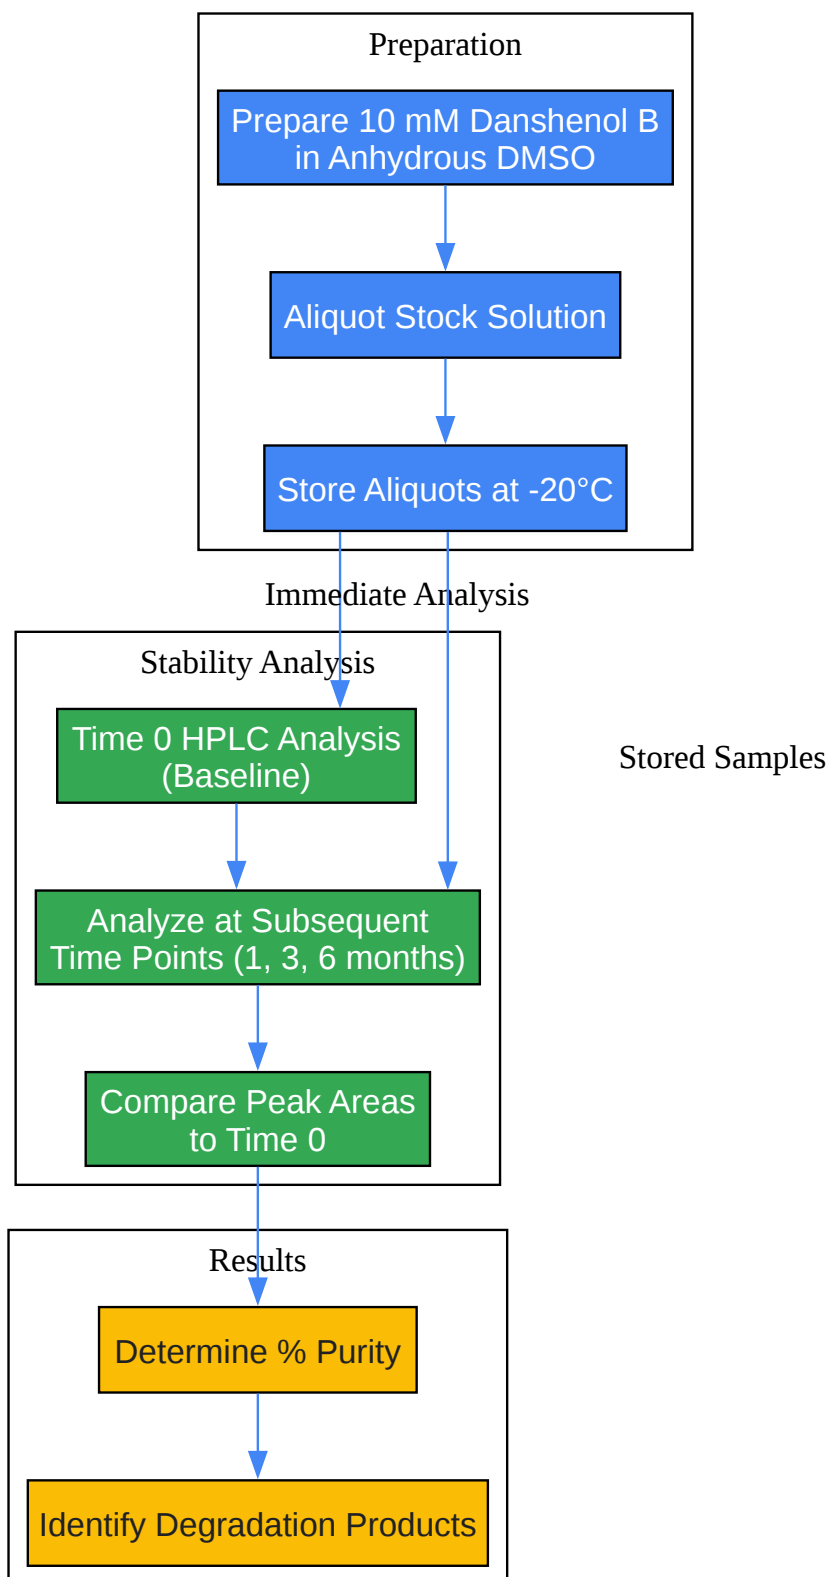 Preparation
Prepare 10 mM Danshenol B
in Anhydrous DMSO
Aliquot Stock Solution
Store Aliquots at -20°C
Immediate Analysis
Stability Analysis
Time 0 HPLC Analysis
(Baseline)
Stored Samples
Analyze at Subsequent
Time Points (1, 3, 6 months)
Compare Peak Areas
to Time 0
Results
Determine % Purity
Identify Degradation Products